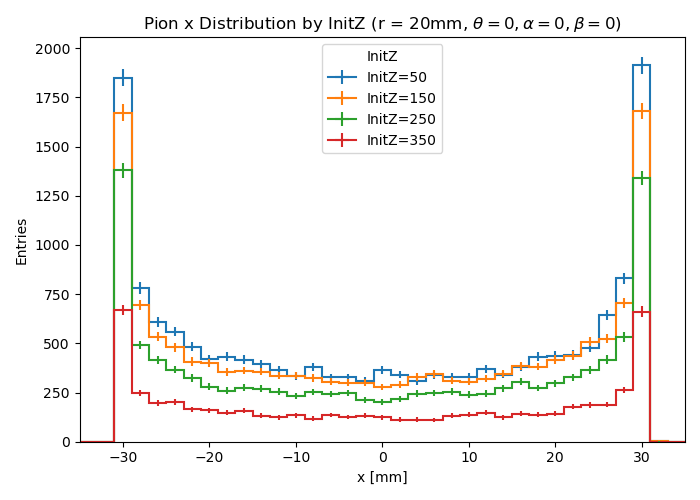 Pion x Distribution by InitZ (r = 20mm, θ = 0, α = 0, β = 0)
Entries
2000
1750
1500
1250
1000
750
500
250
0
InitZ
InitZ=50
InitZ=150
InitZ=250
InitZ=350
−30 −20 −10 0 10 20 30
x [mm]